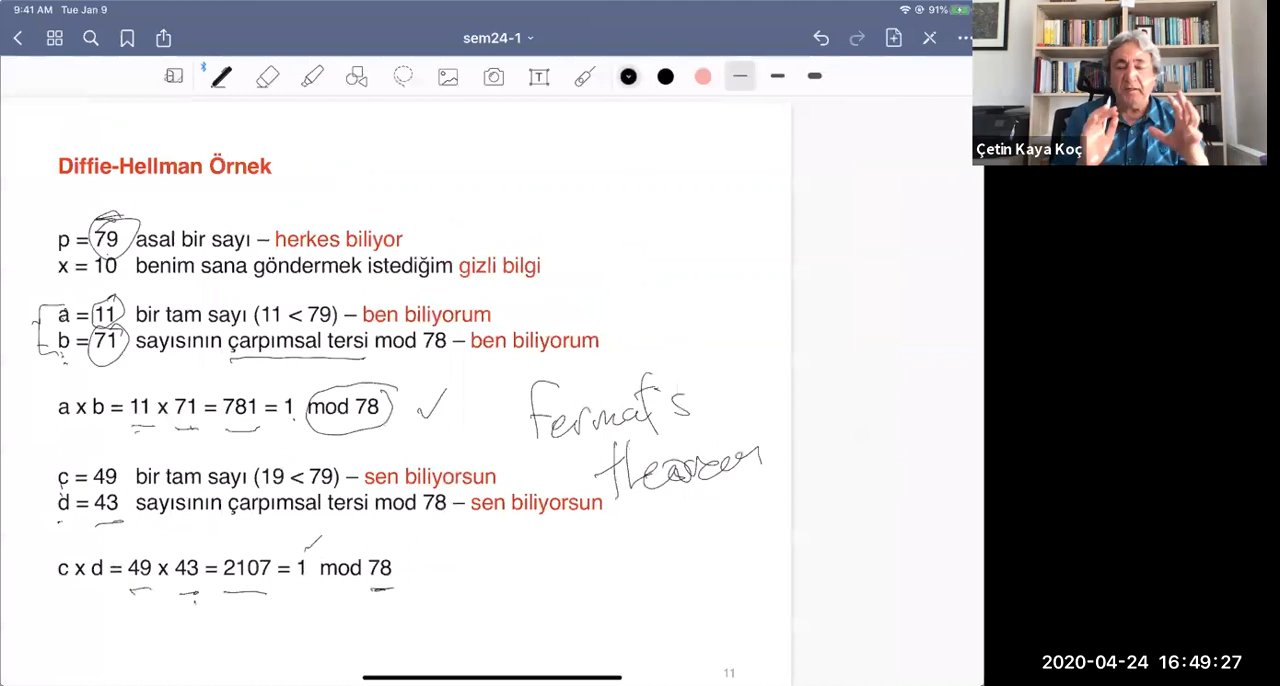 9:41 AM Tue Jan 9
91%
sem24-1
Çetin Kaya Koç
Diffie-Hellman Örnek
p = 79 asal bir sayı – herkes biliyor
x = 10 benim sana göndermek istediğim gizli bilgi
a = 11 bir tam sayı (11 < 79) – ben biliyorum
b = 71 sayısının çarpımsal tersi mod 78 – ben biliyorum
a x b = 11 x 71 = 781 = 1 mod 78
Fermat's
theorem
c = 49 bir tam sayı (19 < 79) – sen biliyorsun
d = 43 sayısının çarpımsal tersi mod 78 – sen biliyorsun
c x d = 49 x 43 = 2107 = 1 mod 78
11
2020-04-24 16:49:27